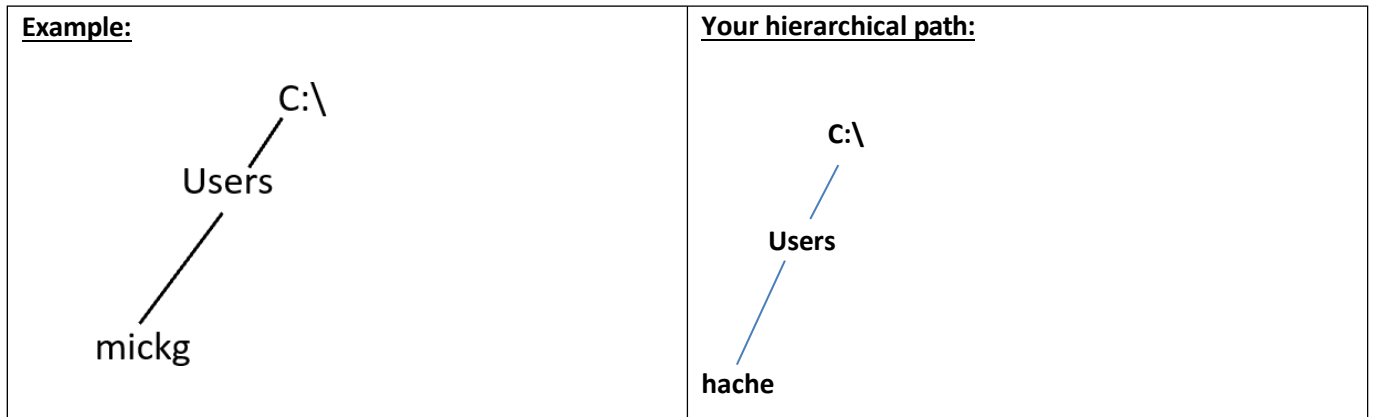 Example:
C:\
Users
mickg
Your hierarchical path:
C:\
Users
hache